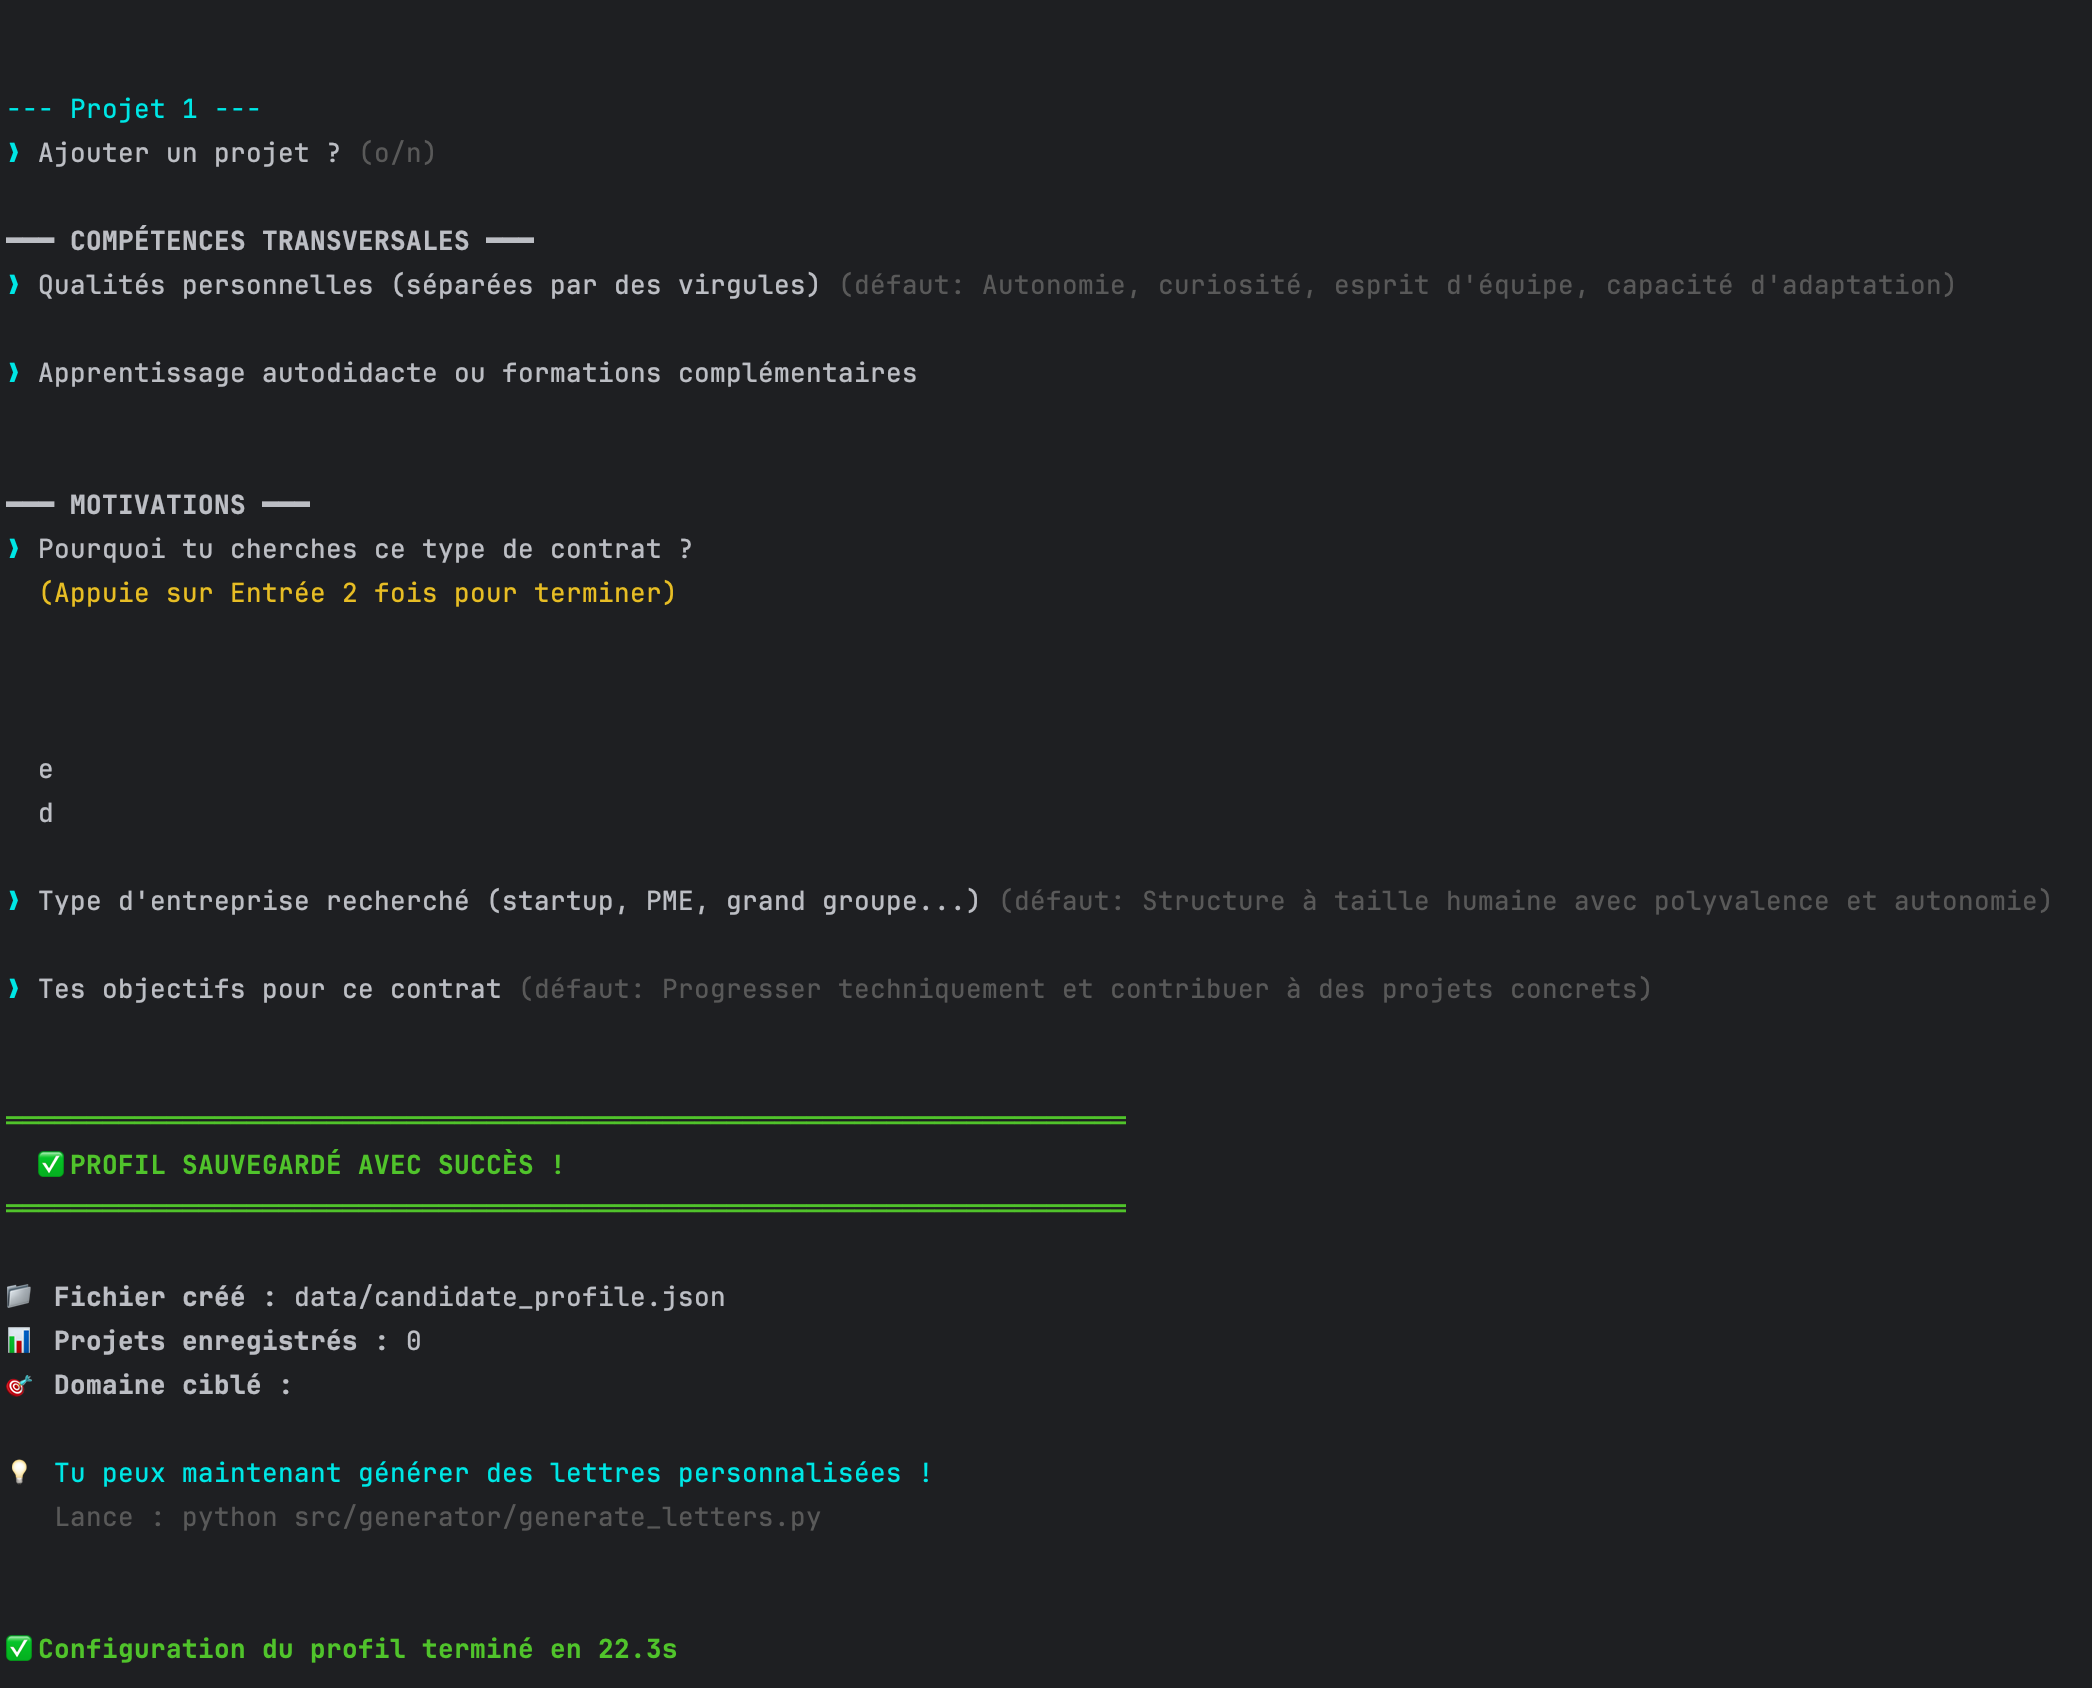 --- Projet 1 ---
❱ Ajouter un projet ? (o/n)
━━━ COMPÉTENCES TRANSVERSALES ━━━
❱ Qualités personnelles (séparées par des virgules) (défaut: Autonomie, curiosité, esprit d'équipe, capacité d'adaptation)
❱ Apprentissage autodidacte ou formations complémentaires
━━━ MOTIVATIONS ━━━
❱ Pourquoi tu cherches ce type de contrat ?
(Appuie sur Entrée 2 fois pour terminer)
e
d
❱ Type d'entreprise recherché (startup, PME, grand groupe...) (défaut: Structure à taille humaine avec polyvalence et autonomie)
❱ Tes objectifs pour ce contrat (défaut: Progresser techniquement et contribuer à des projets concrets)
✅ PROFIL SAUVEGARDÉ AVEC SUCCÈS !
📁 Fichier créé : data/candidate_profile.json
📊 Projets enregistrés : 0
🎯 Domaine ciblé :
💡 Tu peux maintenant générer des lettres personnalisées !
Lance : python src/generator/generate_letters.py
✅ Configuration du profil terminé en 22.3s